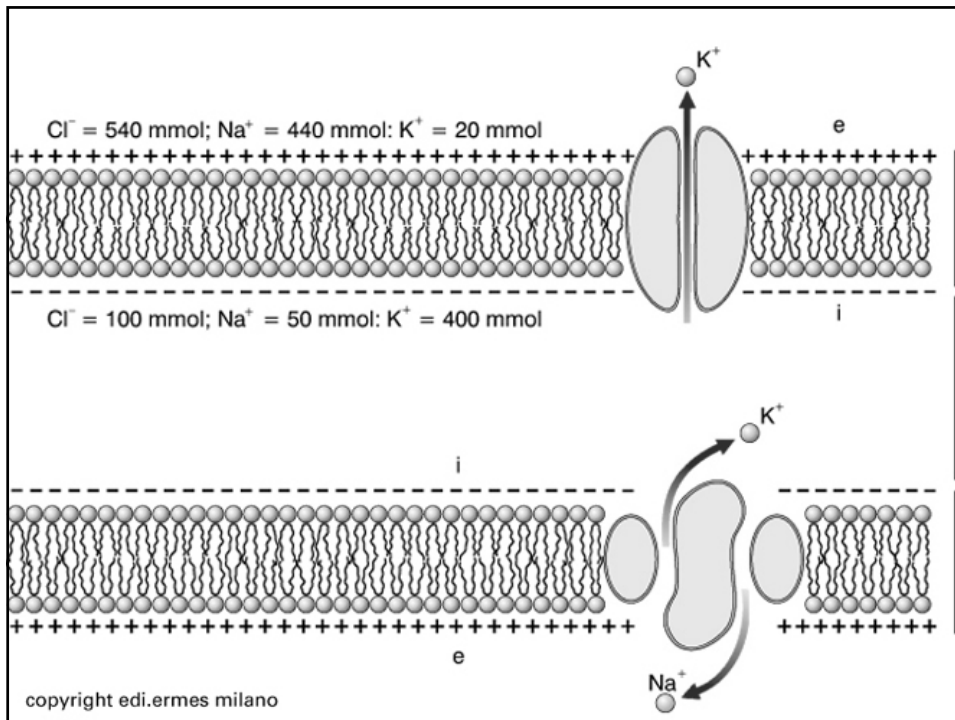 K⁺
Cl⁻ = 540 mmol; Na⁺ = 440 mmol: K⁺ = 20 mmol
e
Cl⁻ = 100 mmol; Na⁺ = 50 mmol: K⁺ = 400 mmol
i
K⁺
i
e
Na⁺
copyright edi.ermes milano